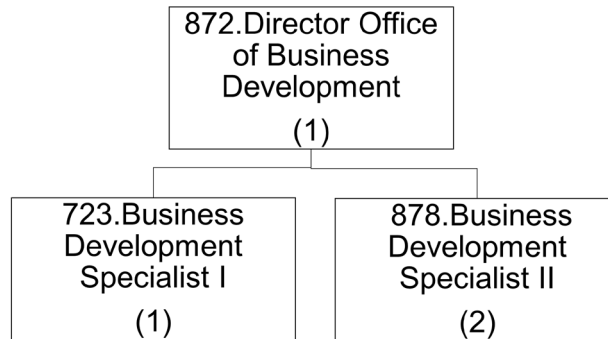 872.Director Office
of Business
Development
(1)
723.Business
Development
Specialist I
(1)
878.Business
Development
Specialist II
(2)